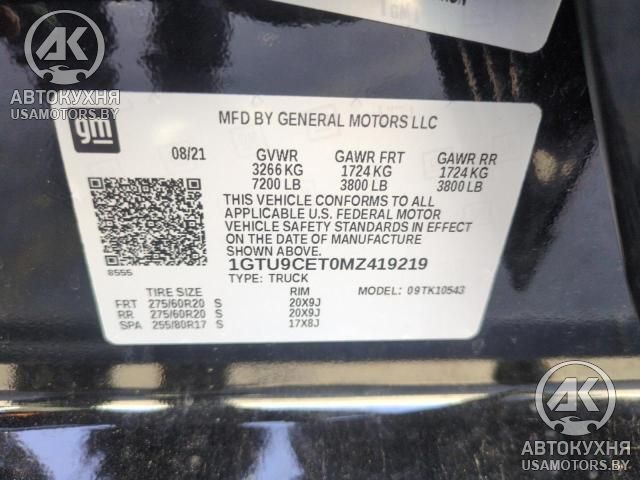 АВТОКУХНЯ
USAMOTORS.BY
gm
GM
MFD BY GENERAL MOTORS LLC
08/21 GVWR GAWR FRT GAWR RR
3266 KG 1724 KG 1724 KG
7200 LB 3800 LB 3800 LB
THIS VEHICLE CONFORMS TO ALL
APPLICABLE U.S. FEDERAL MOTOR
VEHICLE SAFETY STANDARDS IN EFFECT
ON THE DATE OF MANUFACTURE
SHOWN ABOVE.
8555
1GTU9CET0MZ419219
TYPE: TRUCK MODEL: 09TK10543
TIRE SIZE RIM
FRT 275/60R20 S 20X9J
RR 275/60R20 S 20X9J
SPA 255/80R17 S 17X8J
АК
АВТОКУХНЯ
USAMOTORS.BY